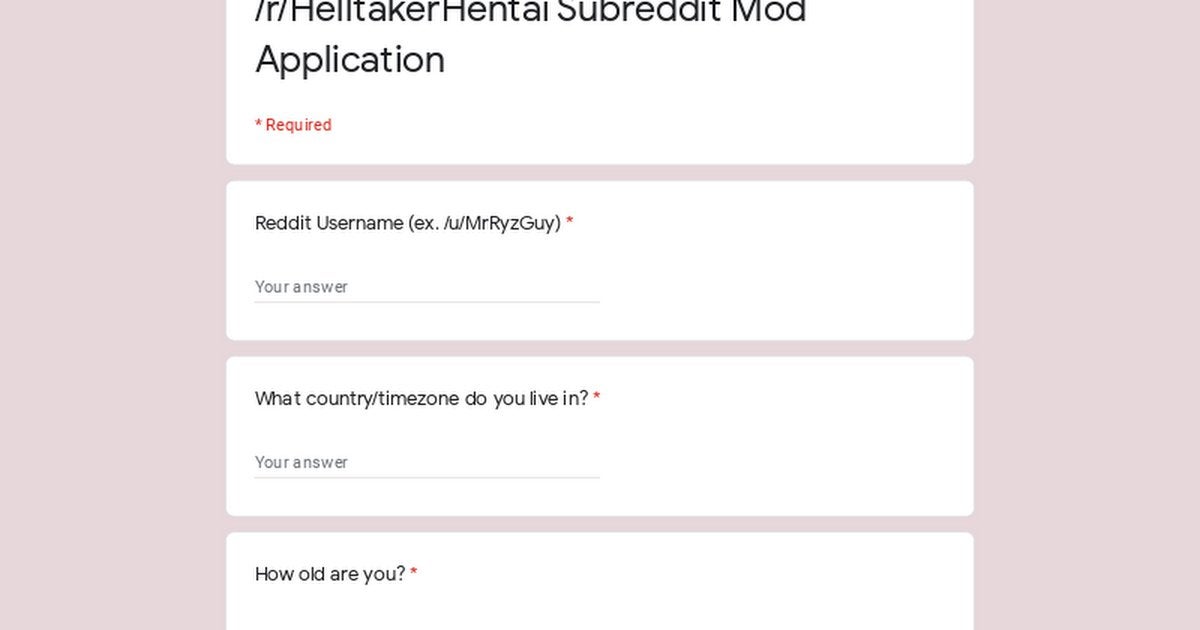 /r/HelltakerHentai Subreddit Mod
Application
* Required
Reddit Username (ex. /u/MrRyzGuy) *
Your answer
What country/timezone do you live in? *
Your answer
How old are you? *